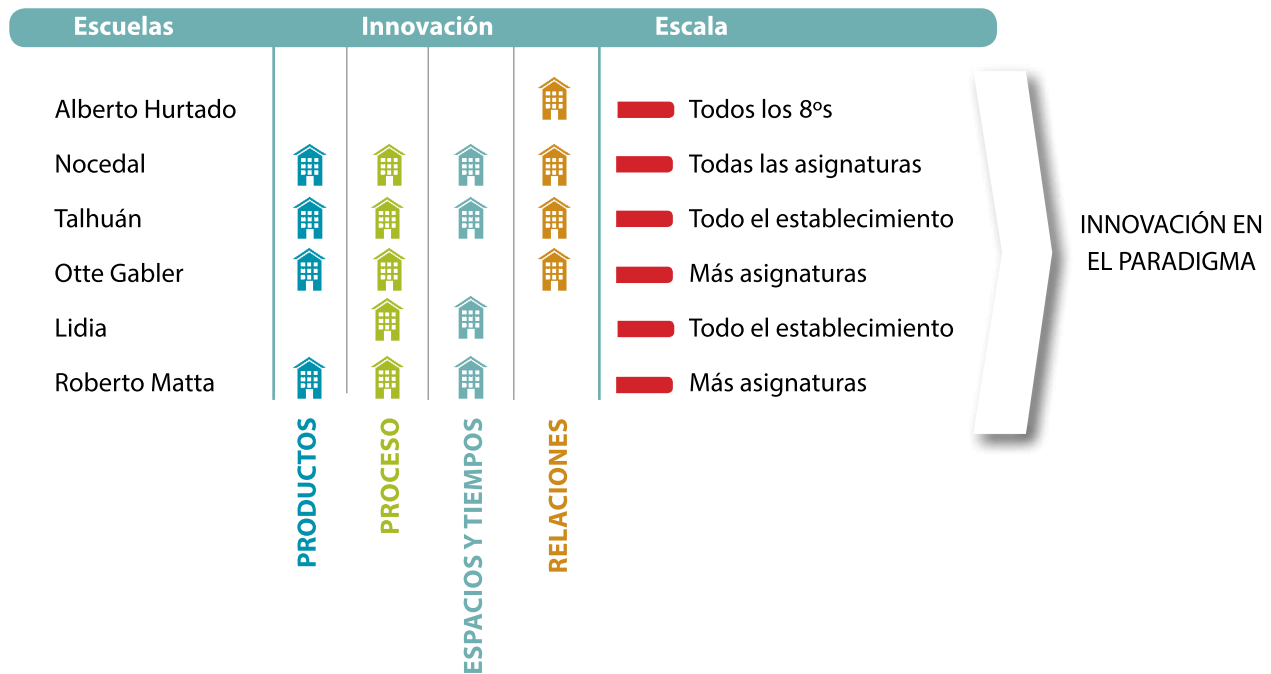 Escuelas Innovación Escala
Alberto Hurtado Todos los 8ºs
Nocedal Todas las asignaturas
Talhuán Todo el establecimiento
Otte Gabler Más asignaturas
Lidia Todo el establecimiento
Roberto Matta Más asignaturas
PRODUCTOS
PROCESO
ESPACIOS Y TIEMPOS
RELACIONES
INNOVACIÓN EN
EL PARADIGMA